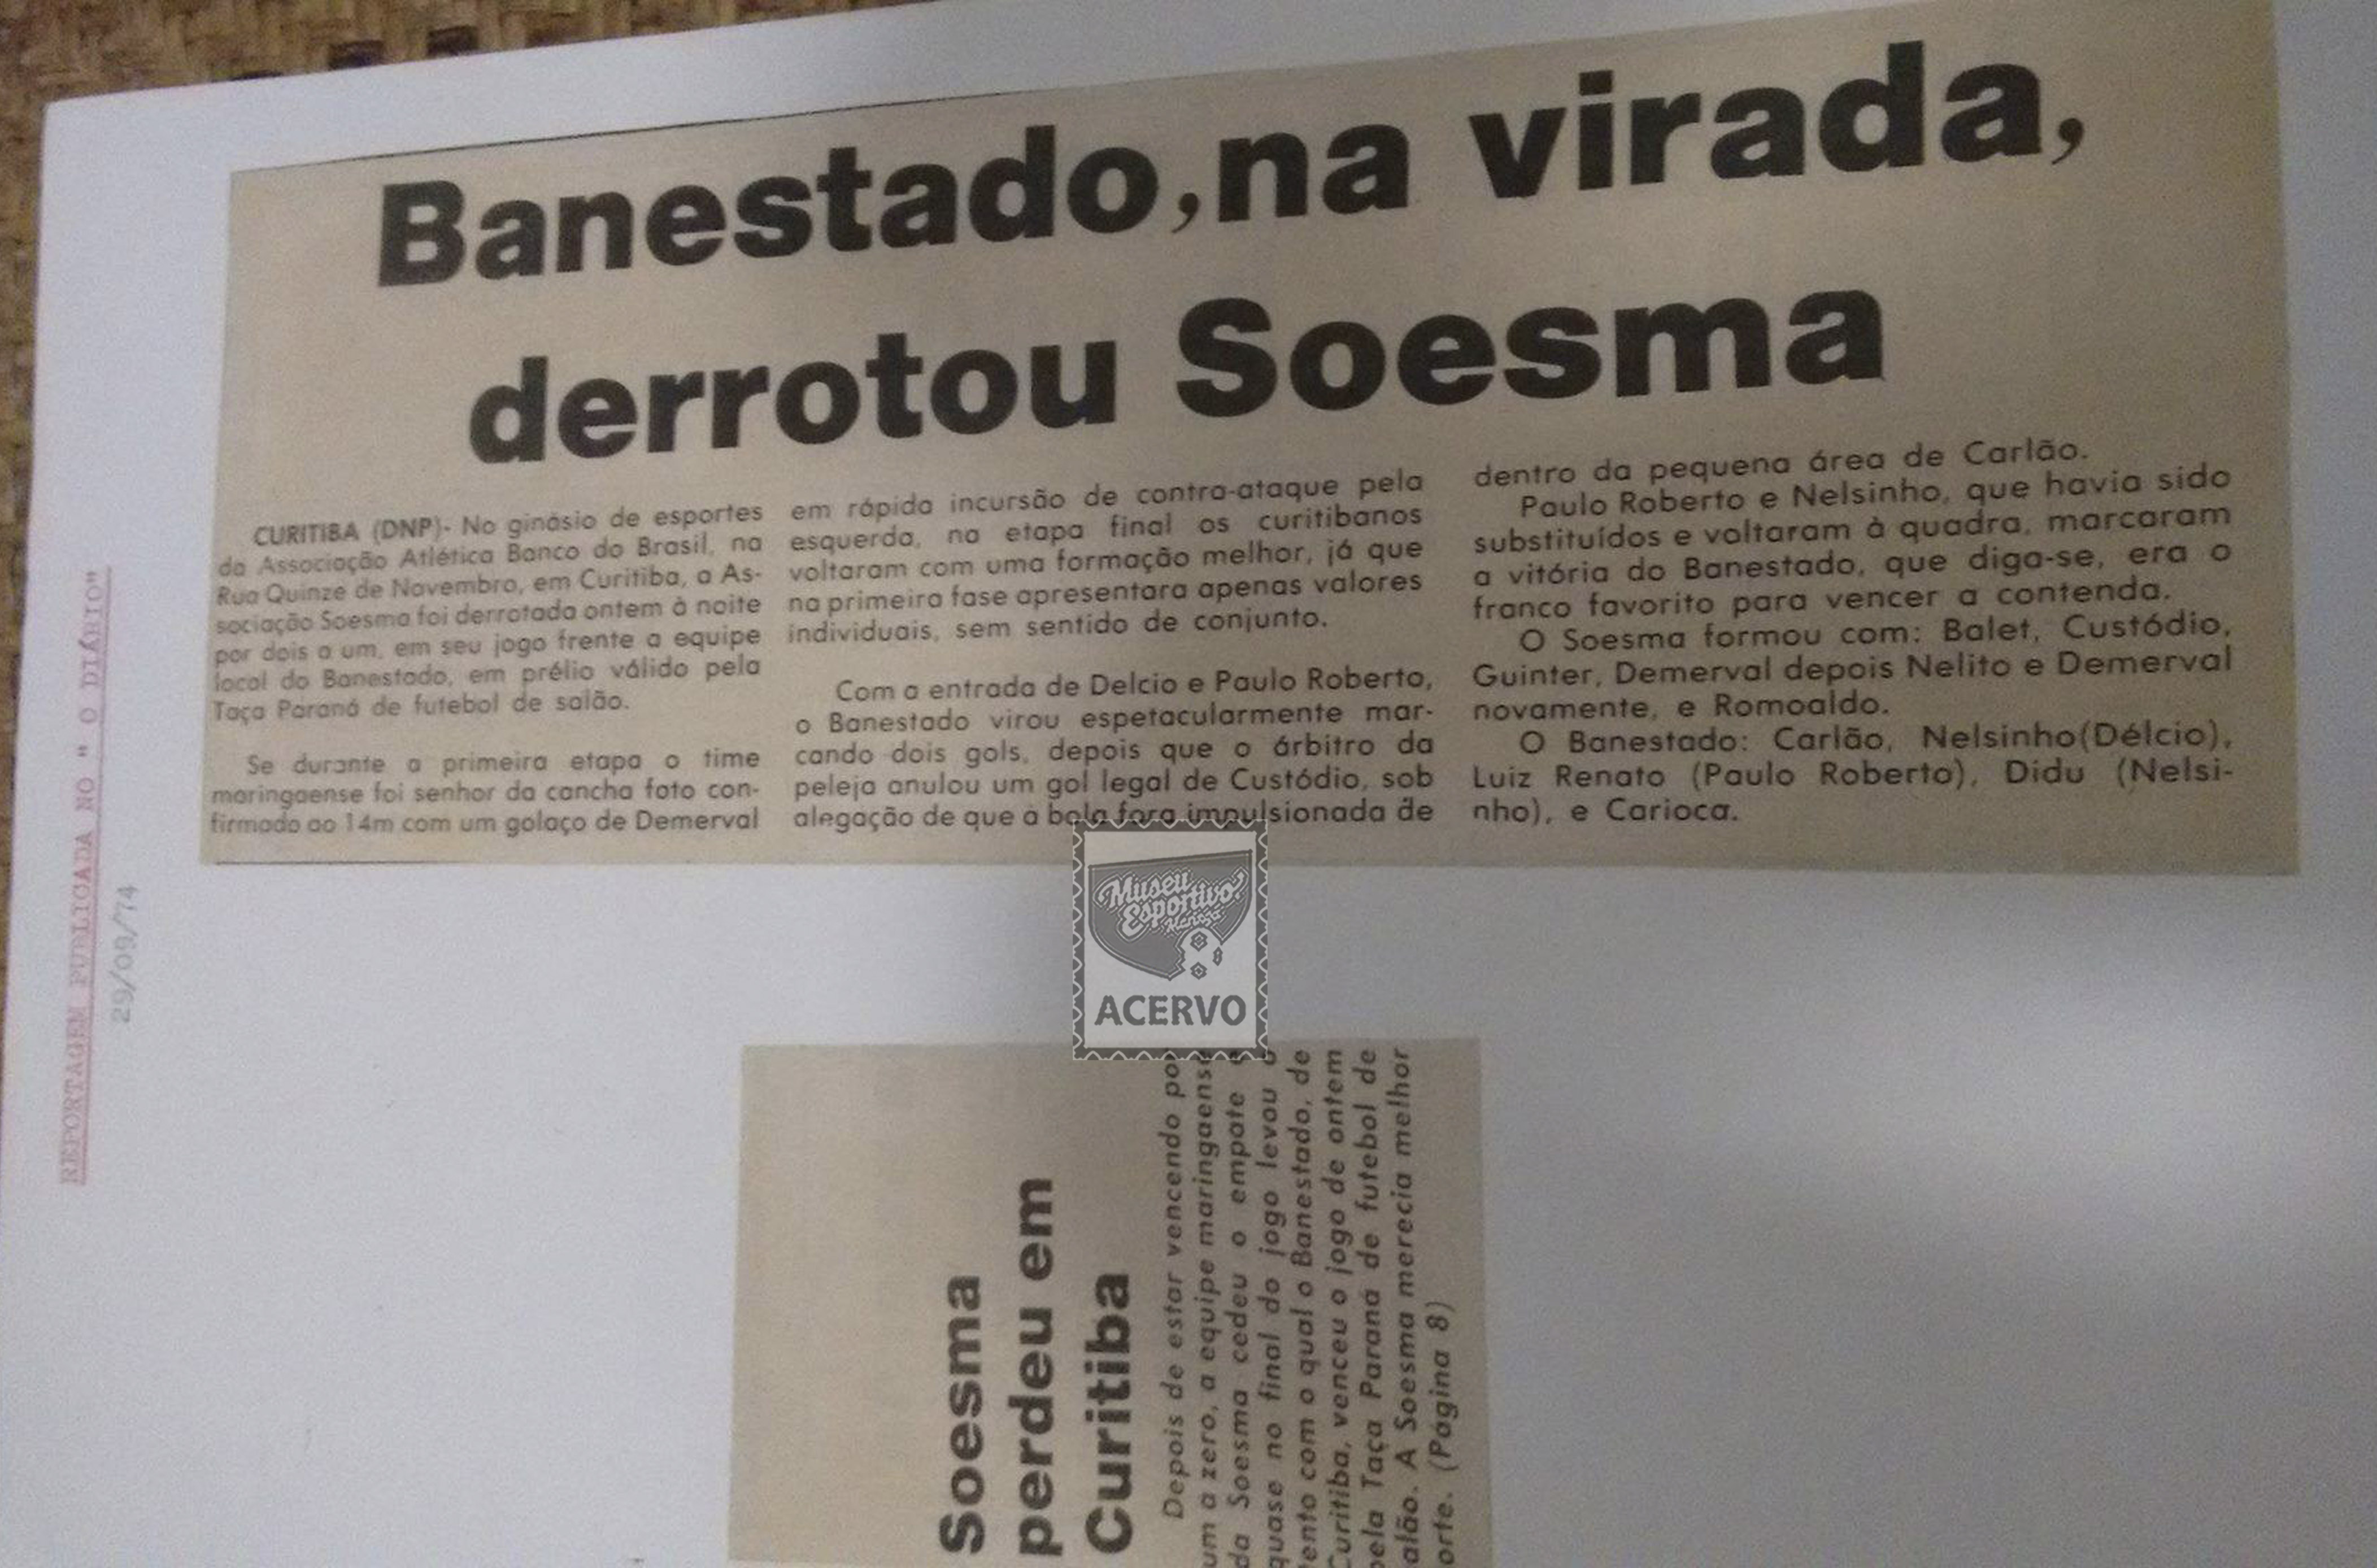 Banestado, na virada,
derrotou Soesma
CURITIBA (DNP)- No ginásio de esportes
da Associação Atlética Banco do Brasil, na
Rua Quinze de Novembro, em Curitiba, a As-
sociação Soesma foi derrotada ontem à noite
por dois a um, em seu jogo frente a equipe
local do Banestado, em prélio válido pela
Taça Paraná de futebol de salão.
Se durante a primeira etapa o time
maringaense foi senhor da cancha foto con-
firmado ao 14m com um golaço de Demerval
em rápida incursão de contra-ataque pela
esquerda, na etapa final os curitibanos
voltaram com uma formação melhor, já que
na primeira fase apresentara apenas valores
individuais, sem sentido de conjunto.
Com a entrada de Delcio e Paulo Roberto,
o Banestado virou espetacularmente mar-
cando dois gols, depois que o árbitro da
peleja anulou um gol legal de Custódio, sob
alegação de que a bola fora impulsionada de
dentro da pequena área de Carlão.
Paulo Roberto e Nelsinho, que havia sido
substituídos e voltaram à quadra, marcaram
a vitória do Banestado, que diga-se, era o
franco favorito para vencer a contenda.
O Soesma formou com: Balet, Custódio,
Guinter, Demerval depois Nelito e Demerval
novamente, e Romoaldo.
O Banestado: Carlão, Nelsinho(Délcio),
Luiz Renato (Paulo Roberto), Didu (Nelsi-
nho), e Carioca.
REPORTAGEM PUBLICADA NO " O DIÁRIO"
29/09/74
Museu
Esportivo
Maringá
ACERVO
Soesma
perdeu em
Curitiba
Depois de estar vencendo por
um a zero, a equipe maringaense
da Soesma cedeu o empate e
quase no final do jogo levou o
tento com o qual o Banestado, de
Curitiba, venceu o jogo de ontem
pela Taça Paraná de futebol de
salão. A Soesma merecia melhor
sorte. (Página 8)